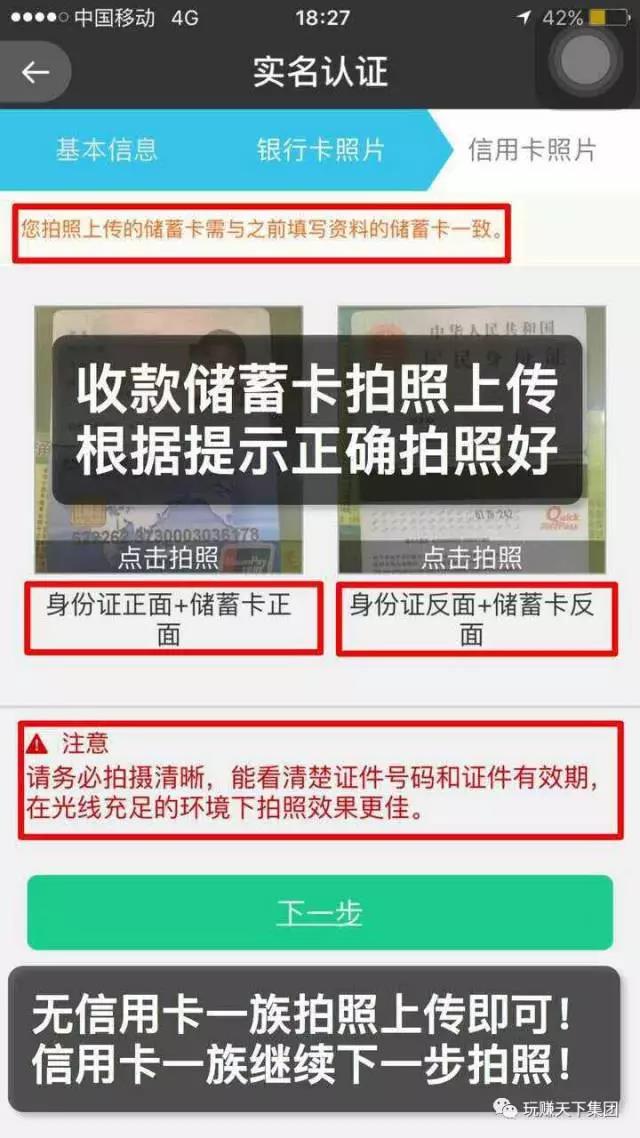 中国移动 4G 18:27 42%
实名认证
基本信息 银行卡照片 信用卡照片
您拍照上传的储蓄卡需与之前填写资料的储蓄卡一致。
中华人民共和国
收款储蓄卡拍照上传
根据提示正确拍照好
Quick
点击拍照 点击拍照
身份证正面+储蓄卡正
面
身份证反面+储蓄卡反
面
注意
请务必拍摄清晰，能看清楚证件号码和证件有效期，
在光线充足的环境下拍照效果更佳。
下一步
无信用卡一族拍照上传即可！
信用卡一族继续下一步拍照！
玩赚天下集团